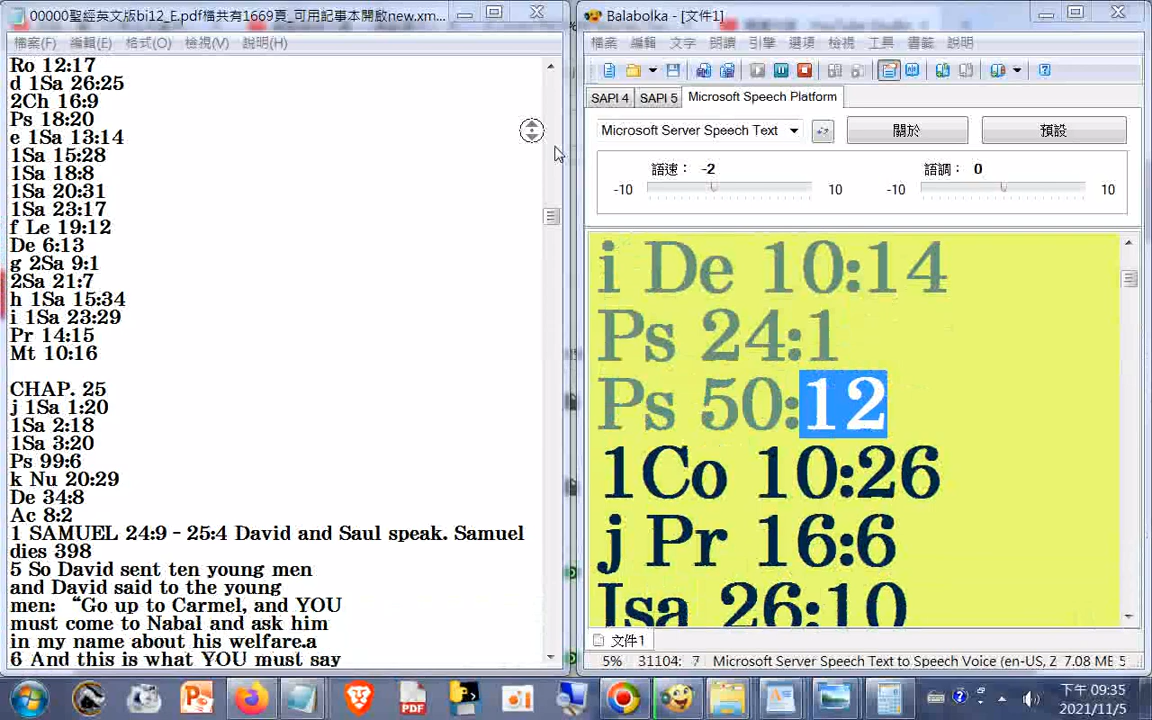 00000聖經英文版bi12_E.pdf檔共有1669頁_可用記事本開啟new.xm...
檔案(F) 編輯(E) 格式(O) 檢視(V) 說明(H)
Ro 12:17
d 1Sa 26:25
2Ch 16:9
Ps 18:20
e 1Sa 13:14
1Sa 15:28
1Sa 18:8
1Sa 20:31
1Sa 23:17
f Le 19:12
De 6:13
g 2Sa 9:1
2Sa 21:7
h 1Sa 15:34
i 1Sa 23:29
Pr 14:15
Mt 10:16
CHAP. 25
j 1Sa 1:20
1Sa 2:18
1Sa 3:20
Ps 99:6
k Nu 20:29
De 34:8
Ac 8:2
1 SAMUEL 24:9 - 25:4 David and Saul speak. Samuel
dies 398
5 So David sent ten young men
and David said to the young
men: “Go up to Carmel, and YOU
must come to Nabal and ask him
in my name about his welfare.a
6 And this is what YOU must say
Balabolka - [文件1]
檔案 編輯 文字 朗讀 引擎 選項 檢視 工具 書籤 說明
SAPI 4 SAPI 5 Microsoft Speech Platform
Microsoft Server Speech Text 關於 預設
語速： -2 語調： 0
-10 10 -10 10
i De 10:14
Ps 24:1
Ps 50:12
1Co 10:26
j Pr 16:6
Isa 26:10
文件1
5% 31104: 7 Microsoft Server Speech Text to Speech Voice (en-US, Z 7.08 MB 5
PDF
下午 09:35
2021/11/5